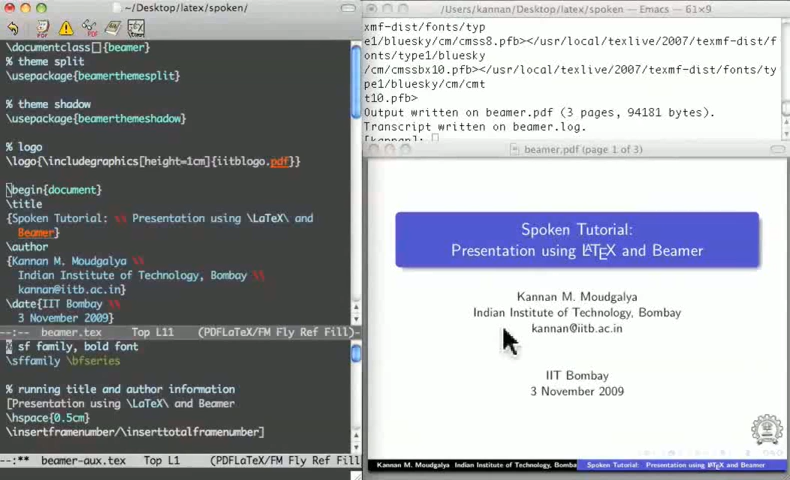 ~/Desktop/latex/spoken/
\documentclass[]{beamer}
% theme split
\usepackage{beamerthemesplit}
% theme shadow
\usepackage{beamerthemeshadow}
% logo
\logo{\includegraphics[height=1cm]{iitblogo.pdf}}
\begin{document}
\title
{Spoken Tutorial: \\ Presentation using \LaTeX\ and
Beamer}
\author
{Kannan M. Moudgalya \\
Indian Institute of Technology, Bombay \\
kannan@iitb.ac.in}
\date{IIT Bombay \\
3 November 2009}
--:-- beamer.tex Top L11 (PDFLaTeX/FM Fly Ref Fill)-
% sf family, bold font
\sffamily \bfseries
% running title and author information
[Presentation using \LaTeX\ and Beamer
\hspace{0.5cm}
\insertframenumber/\inserttotalframenumber]
--:** beamer-aux.tex Top L1 (PDFLaTeX/FM Fly Ref Fill
/Users/kannan/Desktop/latex/spoken — Emacs — 61×9
xmf-dist/fonts/typ
e1/bluesky/cm/cmss8.pfb></usr/local/texlive/2007/texmf-dist/f
onts/type1/bluesky
/cm/cmssbx10.pfb></usr/local/texlive/2007/texmf-dist/fonts/ty
pe1/bluesky/cm/cmt
t10.pfb>
Output written on beamer.pdf (3 pages, 94181 bytes).
Transcript written on beamer.log.
[kannan]:
beamer.pdf (page 1 of 3)
Spoken Tutorial:
Presentation using LATEX and Beamer
Kannan M. Moudgalya
Indian Institute of Technology, Bombay
kannan@iitb.ac.in
IIT Bombay
3 November 2009
Kannan M. Moudgalya Indian Institute of Technology, Bomba Spoken Tutorial: Presentation using LATEX and Beamer